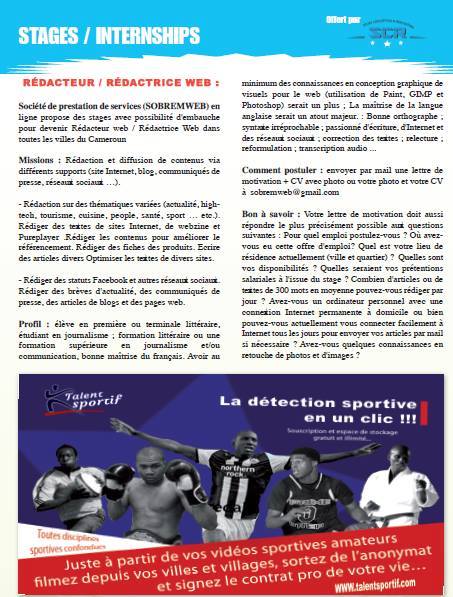 STAGES / INTERNSHIPS
Offert par
SCR
RÉDACTEUR / RÉDACTRICE WEB :
Société de prestation de services (SOBREMWEB) en
ligne propose des stages avec possibilité d'embauche
pour devenir Rédacteur web / Rédactrice Web dans
toutes les villes du Cameroun
Missions : Rédaction et diffusion de contenus via
différents supports (site Internet, blog, communiqués de
presse, réseaux sociaux …).
- Rédaction sur des thématiques variées (actualité, high-
tech, tourisme, cuisine, people, santé, sport … etc.).
Rédiger des textes de sites Internet, de webzine et
Pureplayer Rédiger les contenus pour améliorer le
référencement. Rédiger des fiches de produits. Ecrire
des articles divers Optimiser les textes de divers sites.
- Rédiger des statuts Facebook et autres réseaux sociaux.
Rédiger des brèves d'actualité, des communiqués de
presse, des articles de blogs et des pages web.
Profil : élève en première ou terminale littéraire,
étudiant en journalisme ; formation littéraire ou une
formation supérieure en journalisme et/ou
communication, bonne maîtrise du français. Avoir au
minimum des connaissances en conception graphique de
visuels pour le web (utilisation de Paint, GIMP et
Photoshop) serait un plus ; La maîtrise de la langue
anglaise serait un atout majeur. : Bonne orthographe ;
syntaxe irréprochable ; passionné d'écriture, d'Internet et
des réseaux sociaux ; correction des textes ; relecture ;
reformulation ; transcription audio ...
Comment postuler : envoyer par mail une lettre de
motivation + CV avec photo ou votre photo et votre CV
à sobremweb@gmail.com
Bon à savoir : Votre lettre de motivation doit aussi
répondre le plus précisément possible aux questions
suivantes : Pour quel emploi postulez-vous ? Où avez-
vous eu cette offre d'emploi? Quel est votre lieu de
résidence actuellement (ville et quartier) ? Quelles sont
vos disponibilités ? Quelles seraient vos prétentions
salariales à l'issue du stage ? Combien d'articles ou de
textes de 300 mots en moyenne pouvez-vous rédiger par
jour ? Avez-vous un ordinateur personnel avec une
connexion Internet permanente à domicile ou bien
pouvez-vous actuellement vous connecter facilement à
Internet tous les jours pour envoyer vos articles par mail
si nécessaire ? Avez-vous quelques connaissances en
retouche de photos et d'images ?
Talent
sportif
La détection sportive
en un clic !!!
Souscription et espace de stockage
gratuit et illimité...
northern
rock.
Toutes disciplines
sportives confondues
Juste à partir de vos vidéos sportives amateurs
filmez depuis vos villes et villages, sortez de l'anonymat
et signez le contrat pro de votre vie...
www.talentsportif.com